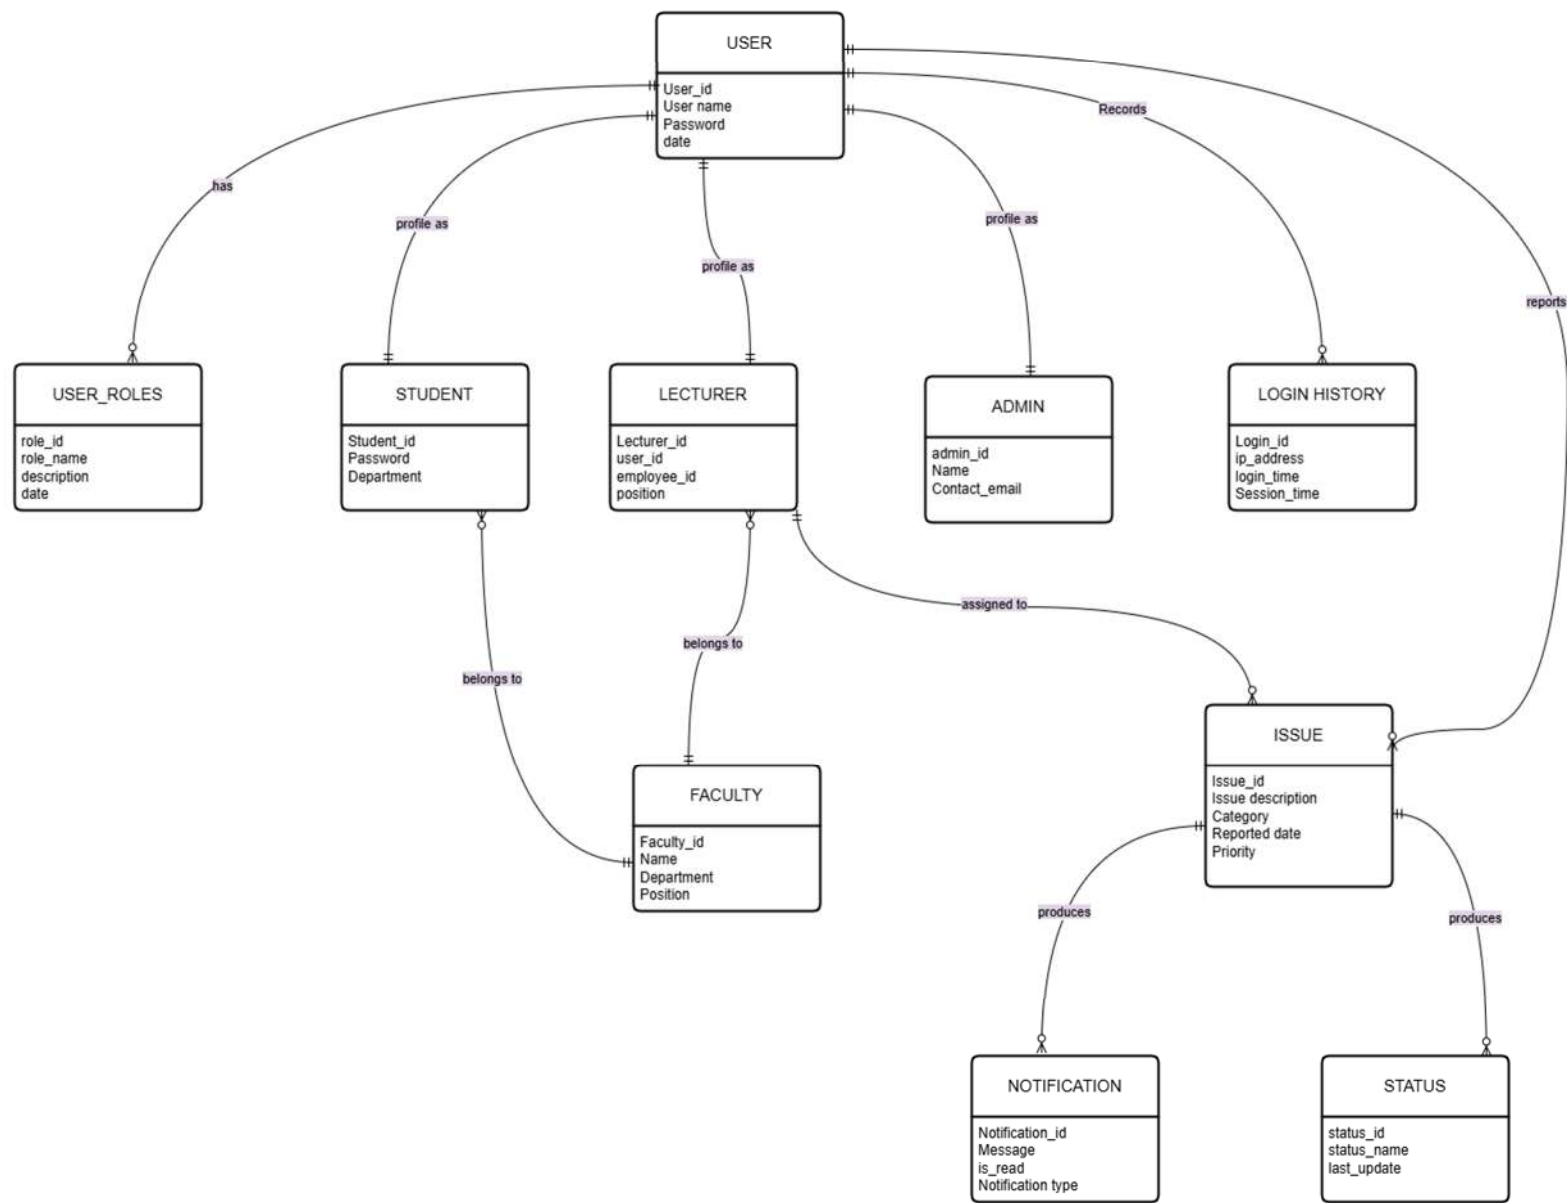 USER
User_id
User name
Password
date
has
profile as
profile as
profile as
Records
reports
USER_ROLES
role_id
role_name
description
date
STUDENT
Student_id
Password
Department
LECTURER
Lecturer_id
user_id
employee_id
position
ADMIN
admin_id
Name
Contact_email
LOGIN HISTORY
Login_id
ip_address
login_time
Session_time
assigned to
belongs to
belongs to
FACULTY
Faculty_id
Name
Department
Position
ISSUE
Issue_id
Issue description
Category
Reported date
Priority
produces
produces
NOTIFICATION
Notification_id
Message
is_read
Notification type
STATUS
status_id
status_name
last_update